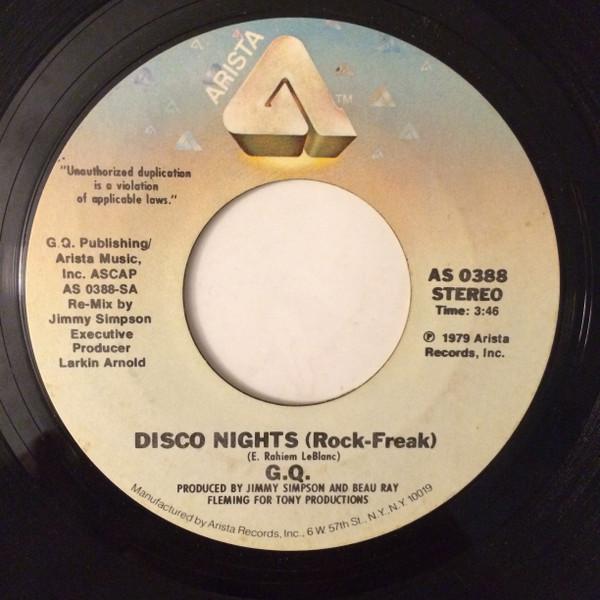 ARISTA
TM
"Unauthorized duplication
is a violation
of applicable laws."
G.Q. Publishing/
Arista Music,
Inc. ASCAP
AS 0388-SA
Re-Mix by
Jimmy Simpson
Executive
Producer
Larkin Arnold
AS 0388
STEREO
Time: 3:46
℗ 1979 Arista
Records, Inc.
DISCO NIGHTS (Rock-Freak)
(E. Rahiem LeBlanc)
G.Q.
PRODUCED BY JIMMY SIMPSON AND BEAU RAY
FLEMING FOR TONY PRODUCTIONS
Manufactured by Arista Records, Inc., 6 W. 57th St., N.Y., N.Y. 10019